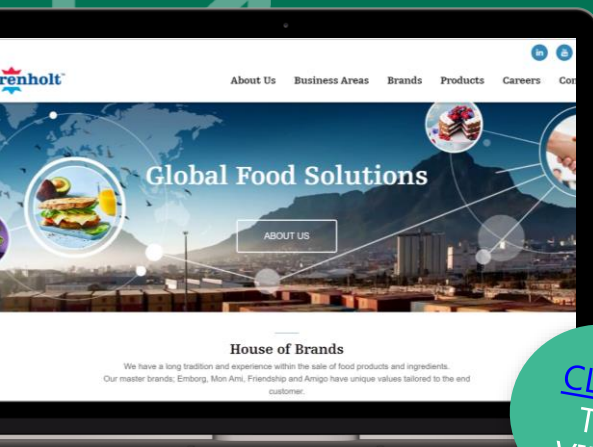 renholt
About Us Business Areas Brands Products Careers
Global Food Solutions
ABOUT US
House of Brands
We have a long tradition and experience within the sale of food products and ingredients.
Our master brands; Emborg, Mon Ami, Friendship and Amigo have unique values tailored to the end
customer.